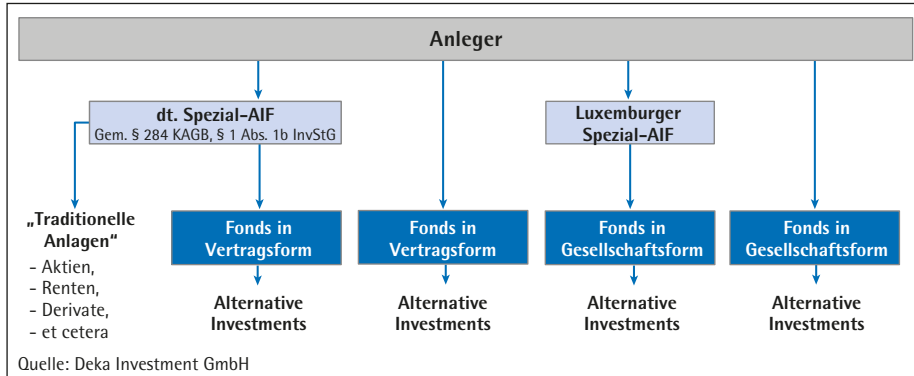 Anleger
dt. Spezial-AIF
Gem. § 284 KAGB, § 1 Abs. 1b InvStG
Luxemburger
Spezial-AIF
„Traditionelle
Anlagen“
- Aktien,
- Renten,
- Derivate,
- et cetera
Fonds in
Vertragsform
Alternative
Investments
Fonds in
Vertragsform
Alternative
Investments
Fonds in
Gesellschaftsform
Alternative
Investments
Fonds in
Gesellschaftsform
Alternative
Investments
Quelle: Deka Investment GmbH